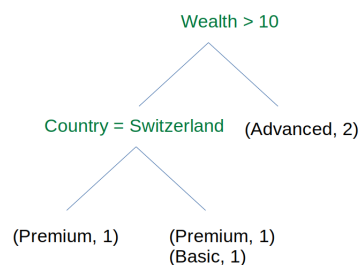 Wealth > 10
Country = Switzerland
(Advanced, 2)
(Premium, 1)
(Premium, 1)
(Basic, 1)